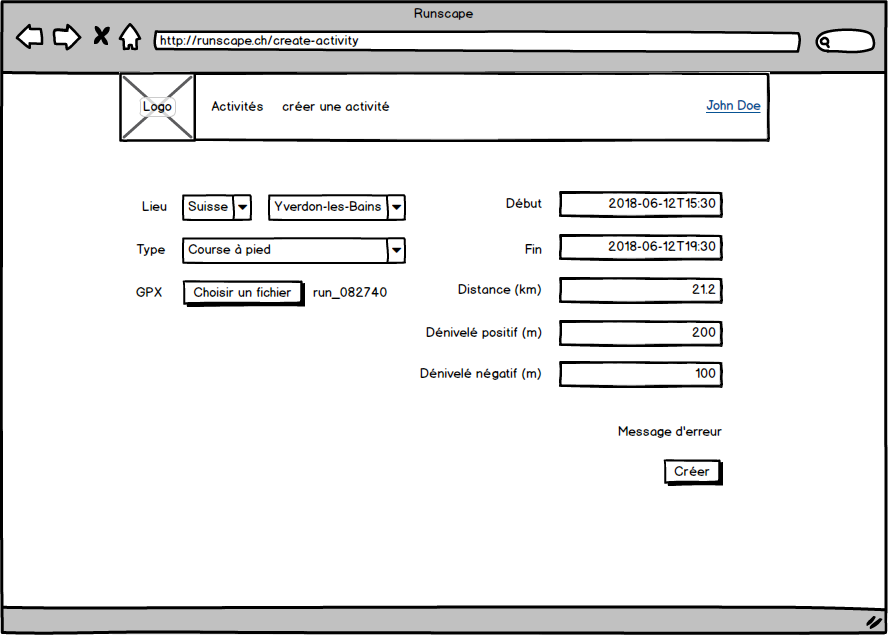 Runscape
http://runscape.ch/create-activity
Logo
Activités créer une activité
John Doe
Lieu Suisse Yverdon-les-Bains
Type Course à pied
GPX Choisir un fichier run_082740
Début 2018-06-12T15:30
Fin 2018-06-12T19:30
Distance (km) 21.2
Dénivelé positif (m) 200
Dénivelé négatif (m) 100
Message d'erreur
Créer